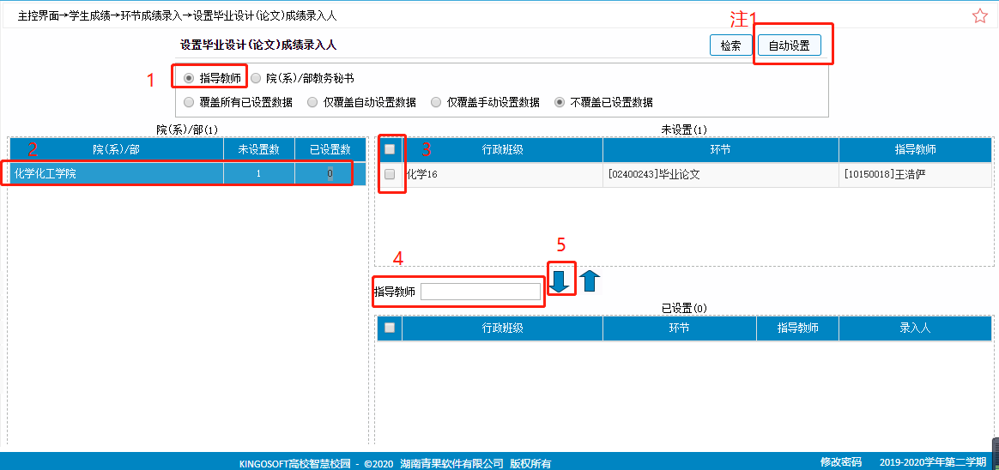 主控界面→学生成绩→环节成绩录入→设置毕业设计(论文)成绩录入人
注1
设置毕业设计(论文)成绩录入人 检索 自动设置
1 指导教师 院(系)/部教务秘书
覆盖所有已设置数据 仅覆盖自动设置数据 仅覆盖手动设置数据 不覆盖已设置数据
院(系)/部(1) 未设置(1)
2 院(系)/部 未设置数 已设置数 3 行政班级 环节 指导教师
化学化工学院 1 0 化学16 [02400243]毕业论文 [10150018]王浩俨
4 5
指导教师
已设置(0)
行政班级 环节 指导教师 录入人
KINGOSOFT高校智慧校园 - ©2020 湖南青果软件有限公司 版权所有 修改密码 2019-2020学年第二学期